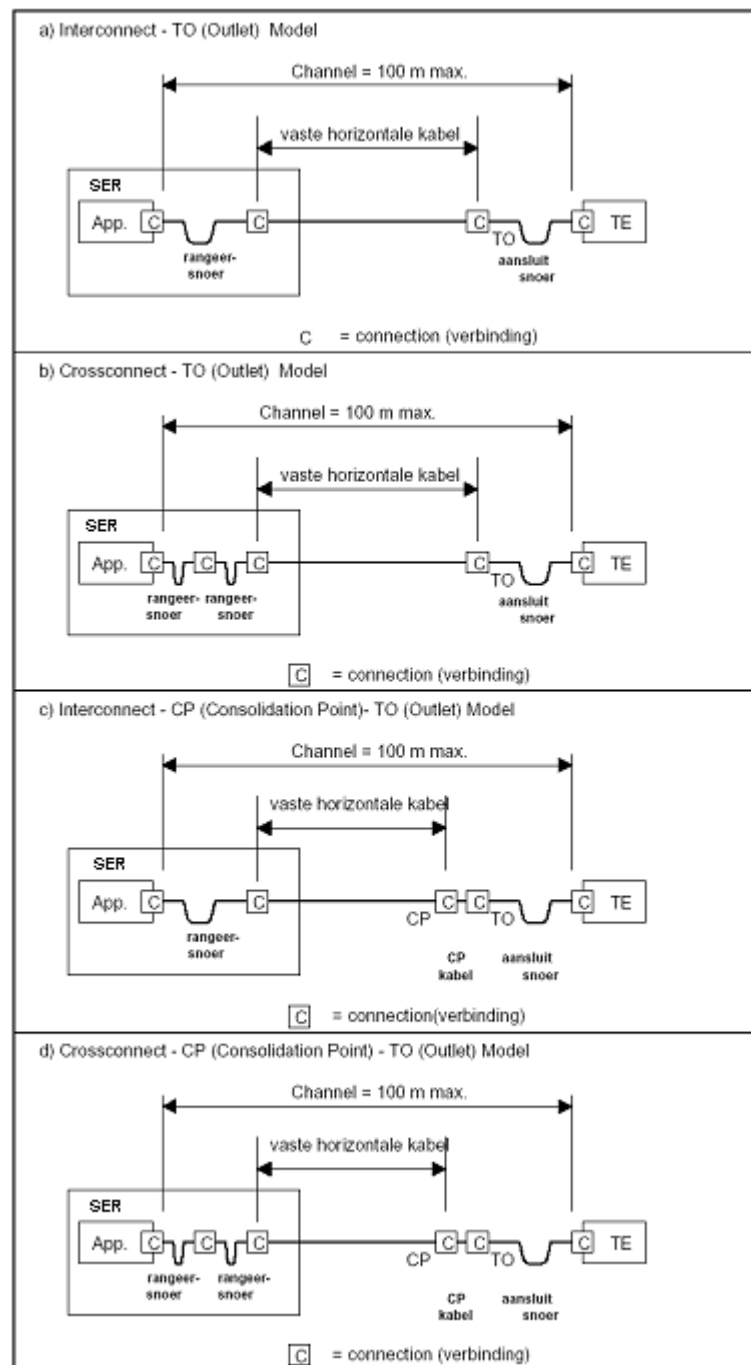 a) Interconnect - TO (Outlet) Model
Channel = 100 m max.
vaste horizontale kabel
SER
App. C C C C TE
TO
rangeer-
snoer
aansluit
snoer
C = connection (verbinding)
b) Crossconnect - TO (Outlet) Model
Channel = 100 m max.
vaste horizontale kabel
SER
App. C C C C C TE
TO
rangeer- rangeer-
snoer snoer
aansluit
snoer
C = connection (verbinding)
c) Interconnect - CP (Consolidation Point)- TO (Outlet) Model
Channel = 100 m max.
vaste horizontale kabel
SER
App. C C C C C TE
CP TO
rangeer-
snoer
CP aansluit
kabel snoer
C = connection(verbinding)
d) Crossconnect - CP (Consolidation Point) - TO (Outlet) Model
Channel = 100 m max.
vaste horizontale kabel
SER
App. C C C C C C TE
CP TO
rangeer- rangeer-
snoer snoer
CP aansluit
kabel snoer
C = connection (verbinding)